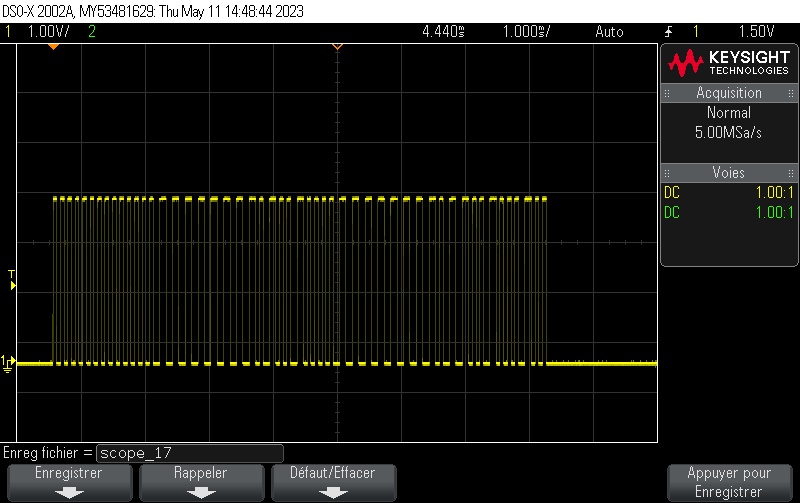 DSO-X 2002A, MY53481629: Thu May 11 14:48:44 2023
1 1.00V/ 2 4.440s 1.000s/ Auto 1 1.50V
KEYSIGHT
TECHNOLOGIES
Acquisition
Normal
5.00MSa/s
Voies
DC 1.00:1
DC 1.00:1
T
1
Enreg fichier = scope_17
Enregistrer
Rappeler
Défaut/Effacer
Appuyer pour
Enregistrer